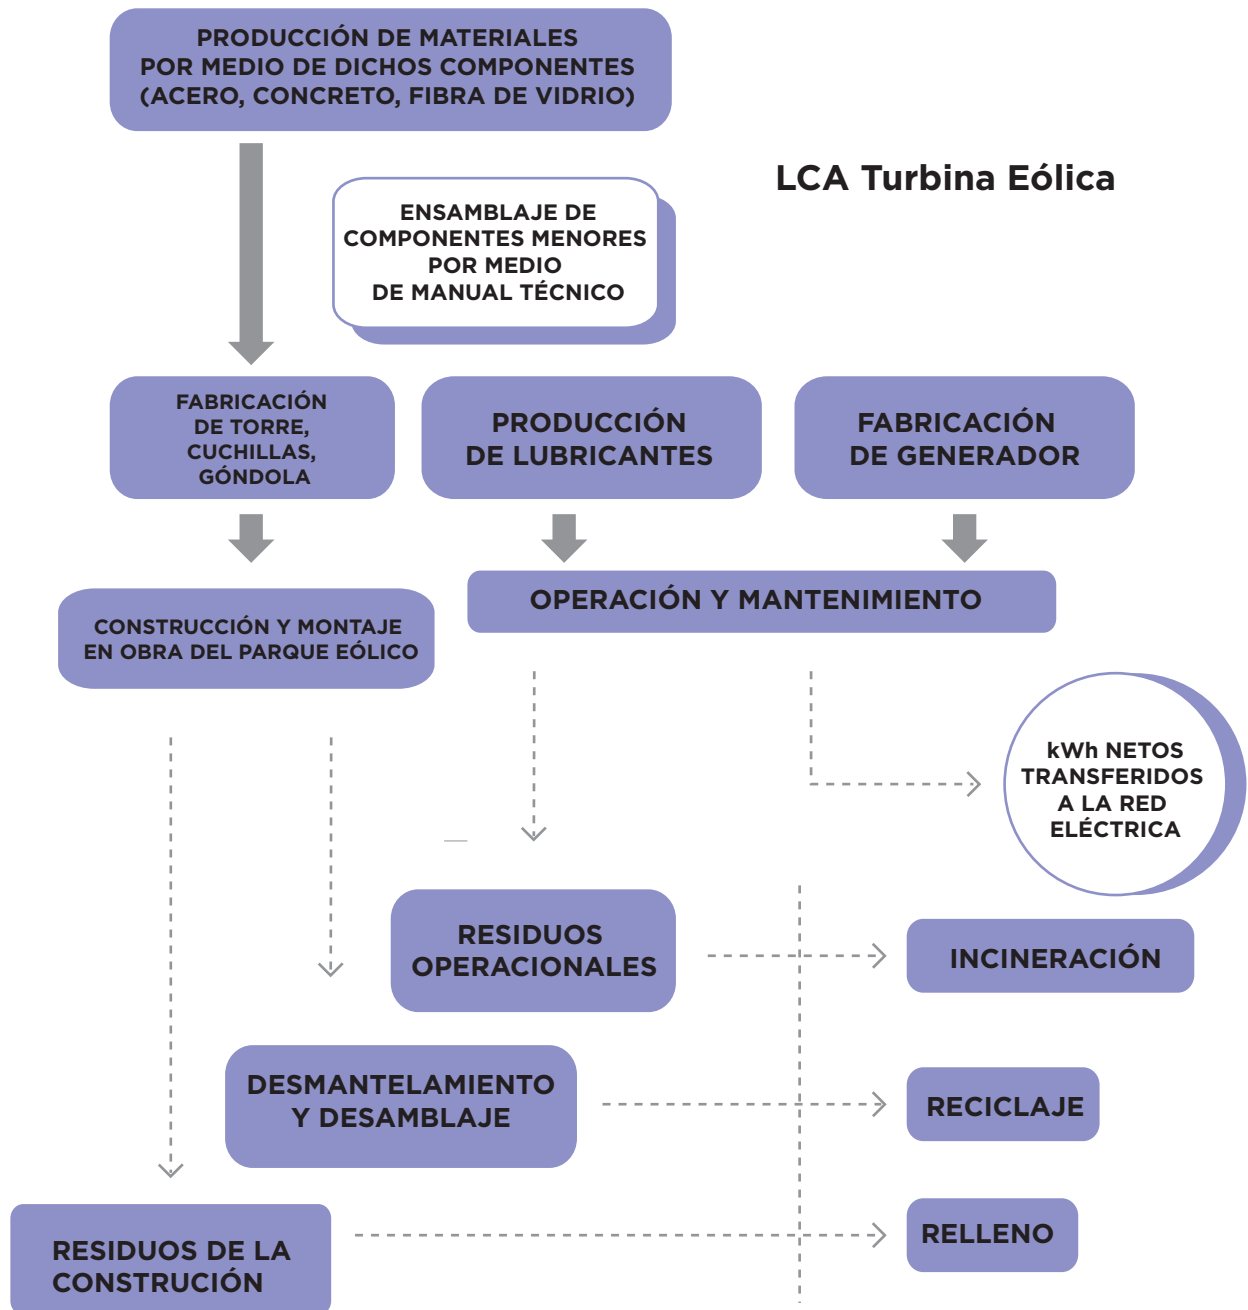 PRODUCCIÓN DE MATERIALES
POR MEDIO DE DICHOS COMPONENTES
(ACERO, CONCRETO, FIBRA DE VIDRIO)
LCA Turbina Eólica
ENSAMBLAJE DE
COMPONENTES MENORES
POR MEDIO
DE MANUAL TÉCNICO
FABRICACIÓN
DE TORRE,
CUCHILLAS,
GÓNDOLA
PRODUCCIÓN
DE LUBRICANTES
FABRICACIÓN
DE GENERADOR
OPERACIÓN Y MANTENIMIENTO
CONSTRUCCIÓN Y MONTAJE
EN OBRA DEL PARQUE EÓLICO
kWh NETOS
TRANSFERIDOS
A LA RED
ELÉCTRICA
RESIDUOS
OPERACIONALES
INCINERACIÓN
DESMANTELAMIENTO
Y DESAMBLAJE
RECICLAJE
RESIDUOS DE LA
CONSTRUCIÓN
RELLENO